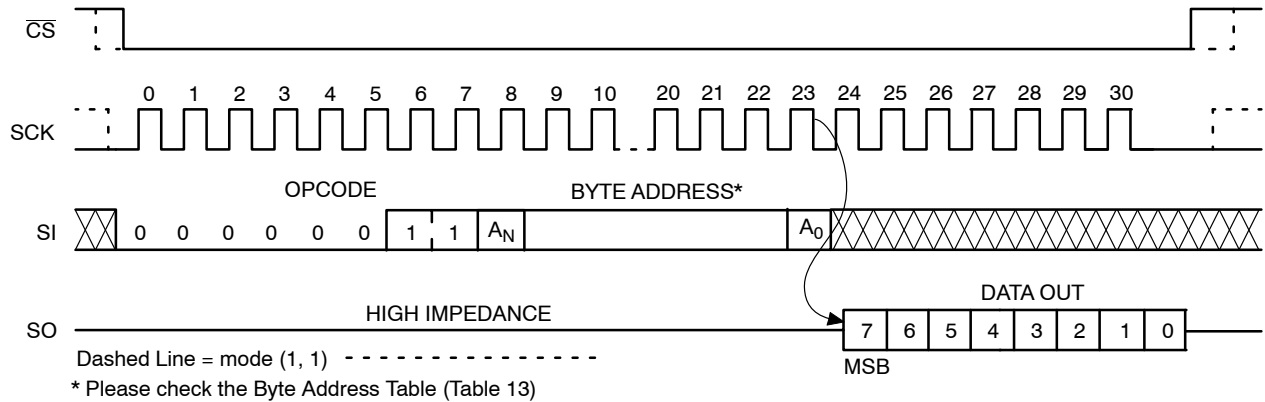 CS
0 1 2 3 4 5 6 7 8 9 10 20 21 22 23 24 25 26 27 28 29 30
SCK
OPCODE BYTE ADDRESS*
SI 0 0 0 0 0 0 1 1 AN A0
DATA OUT
HIGH IMPEDANCE
SO 7 6 5 4 3 2 1 0
Dashed Line = mode (1, 1)
MSB
* Please check the Byte Address Table (Table 13)